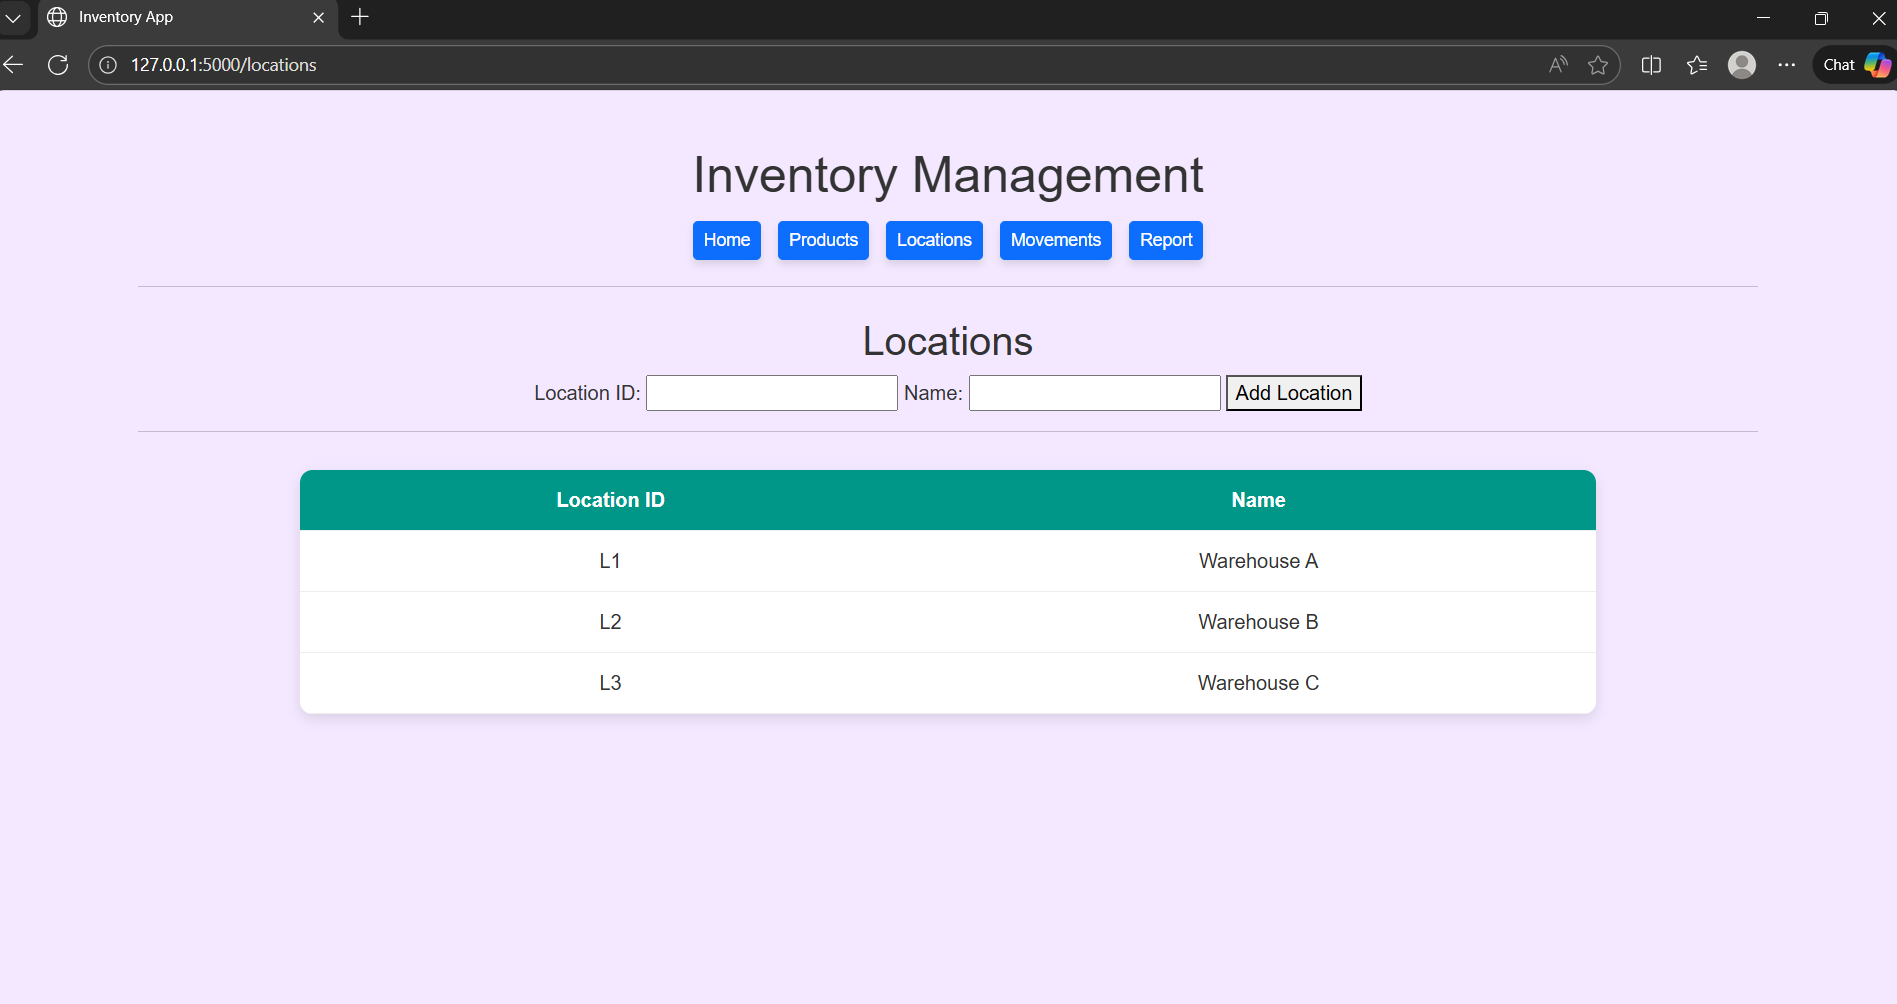 Inventory App
127.0.0.1:5000/locations
Chat
Inventory Management
Home Products Locations Movements Report
Locations
Location ID: Name: Add Location
Location ID Name
L1 Warehouse A
L2 Warehouse B
L3 Warehouse C